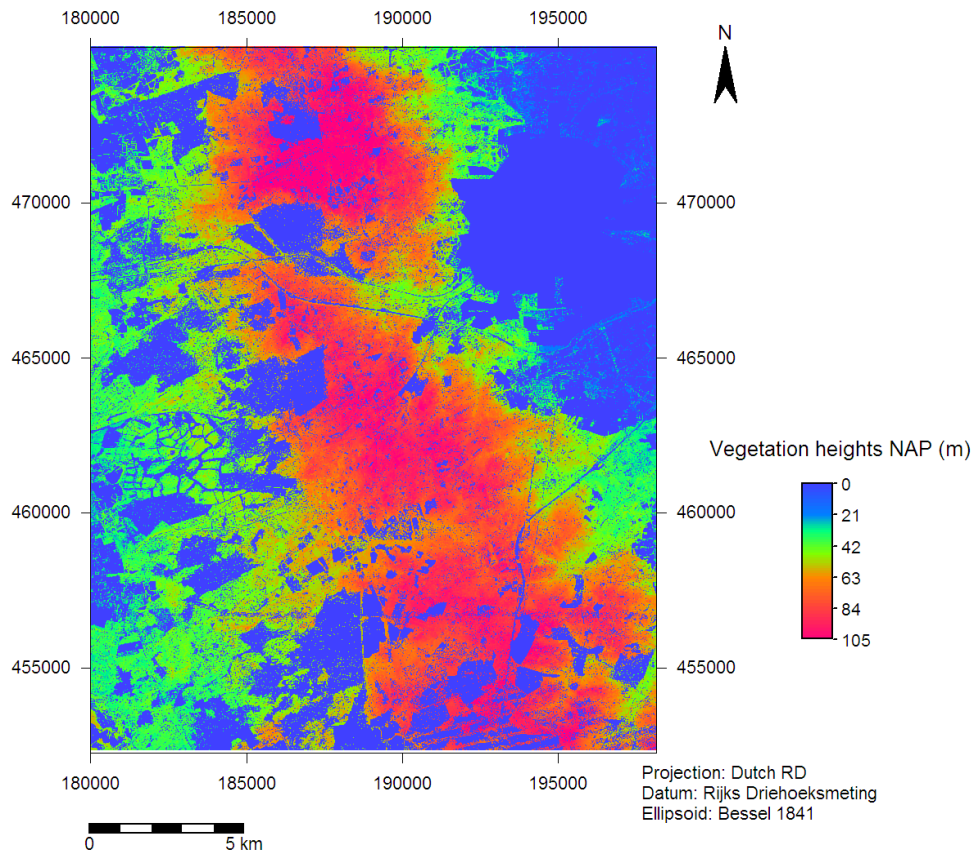 180000 185000 190000 195000
N
470000 470000
465000 465000
Vegetation heights NAP (m)
0
21
42
63
84
105
460000 460000
455000 455000
180000 185000 190000 195000
Projection: Dutch RD
Datum: Rijks Driehoeksmeting
Ellipsoid: Bessel 1841
0 5 km